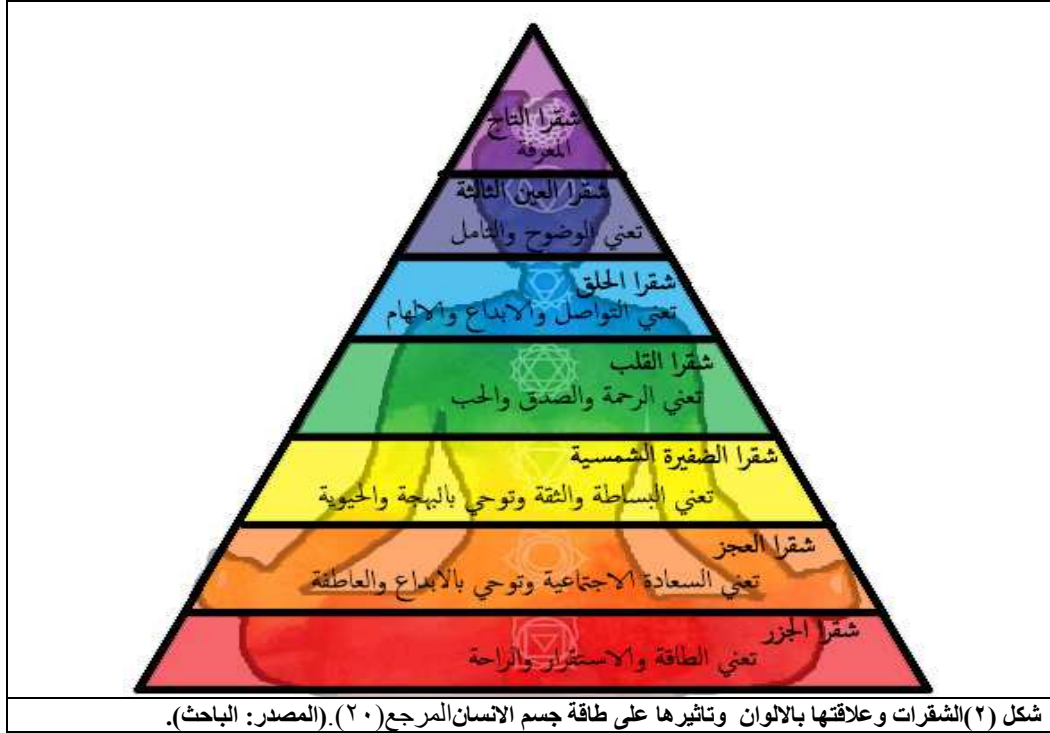 شقرا التاج
المعرفة
شقرا العين الثالثة
تعني الوضوح والتامل
شقرا الحلق
تعني التواصل والابداع والالهام
شقرا القلب
تعني الرحمة والصدق والحب
شقرا الضفيرة الشمسية
تعني البساطة والثقة وتوحي بالبهجة والحيوية
شقرا العجز
تعني السعادة الاجتماعية وتوحي بالابداع والعاطفة
شقرا الجزر
تعني الطاقة والاستقرار والراحة
شكل (٢)الشقرات وعلاقتها بالالوان وتاثيرها على طاقة جسم الانسانالمرجع(٢٠).(المصدر: الباحث).